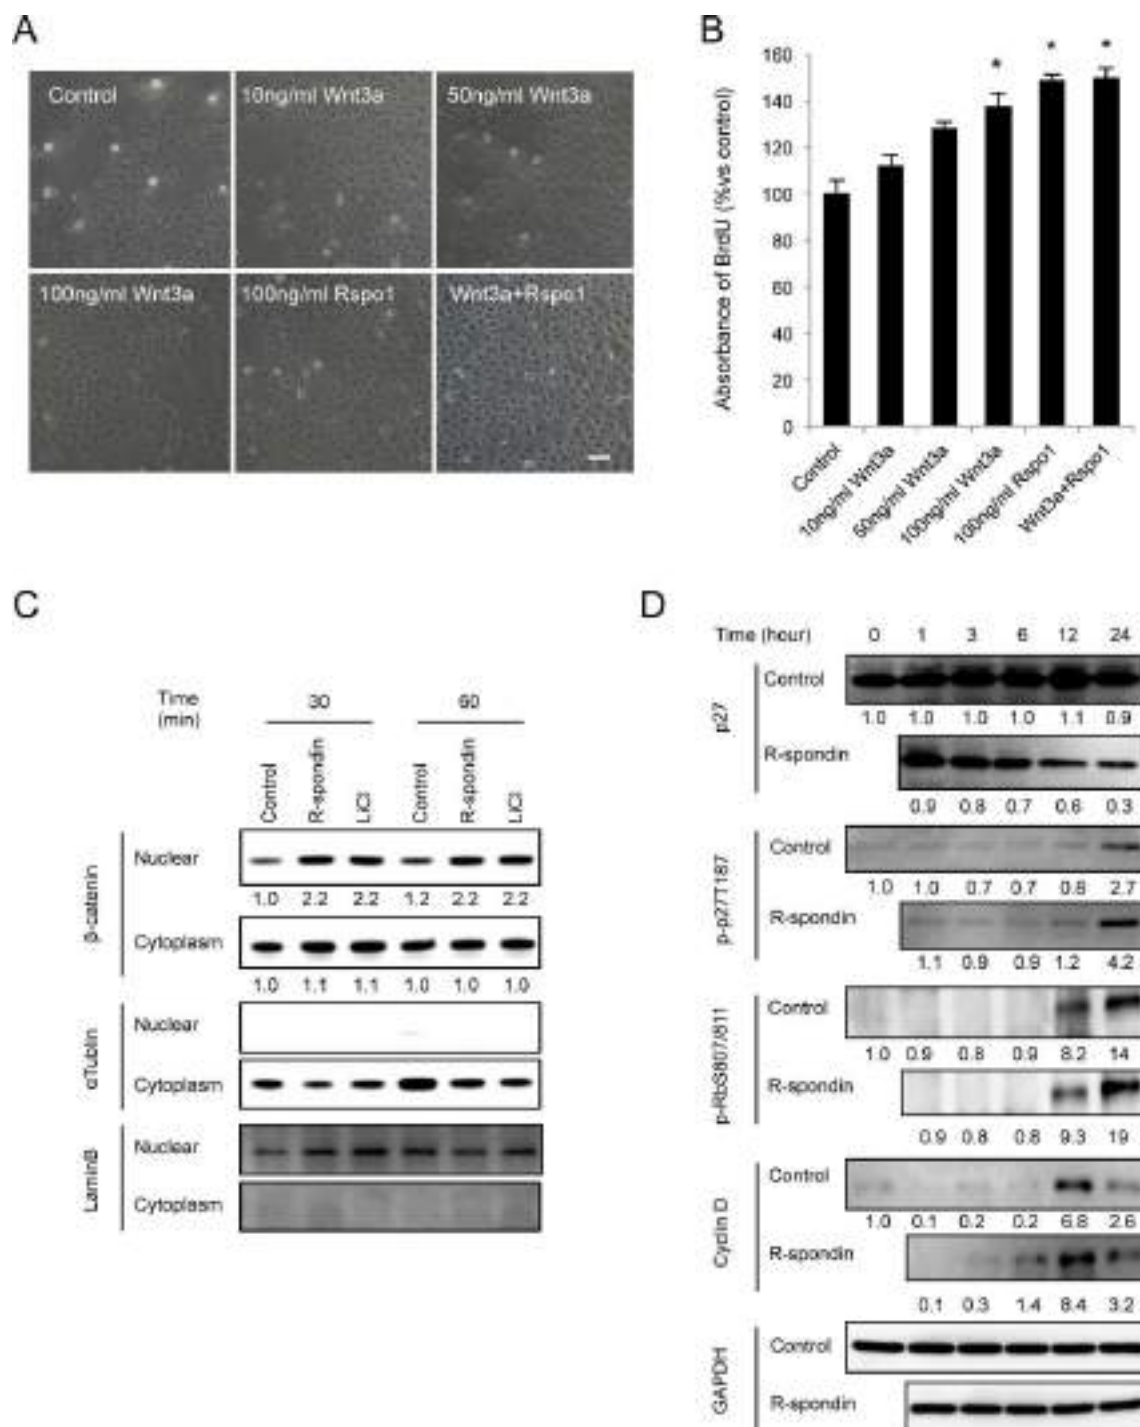 A
Control
10ng/ml Wnt3a
50ng/ml Wnt3a
100ng/ml Wnt3a
100ng/ml Rspo1
Wnt3a+Rspo1
B
Absorbance of BrdU (%vs control)
160
140
120
100
80
60
40
20
0
* * *
Control
10ng/ml Wnt3a
50ng/ml Wnt3a
100ng/ml Wnt3a
100ng/ml Rspo1
Wnt3a+Rspo1
C
Time (min)
30 60
Control R-spondin LiCl Control R-spondin LiCl
β-catenin
Nuclear
1.0 2.2 2.2 1.2 2.2 2.2
Cytoplasm
1.0 1.1 1.1 1.0 1.0 1.0
αTublin
Nuclear
Cytoplasm
LaminB
Nuclear
Cytoplasm
D
Time (hour) 0 1 3 6 12 24
p27
Control
1.0 1.0 1.0 1.0 1.1 0.9
R-spondin
0.9 0.8 0.7 0.6 0.3
p-p27T187
Control
1.0 1.0 0.7 0.7 0.8 2.7
R-spondin
1.1 0.9 0.9 1.2 4.2
p-RbS807/811
Control
1.0 0.9 0.8 0.9 8.2 14
R-spondin
0.9 0.8 0.8 9.3 19
Cyclin D
Control
1.0 0.1 0.2 0.2 6.8 2.6
R-spondin
0.1 0.3 1.4 8.4 3.2
GAPDH
Control
R-spondin